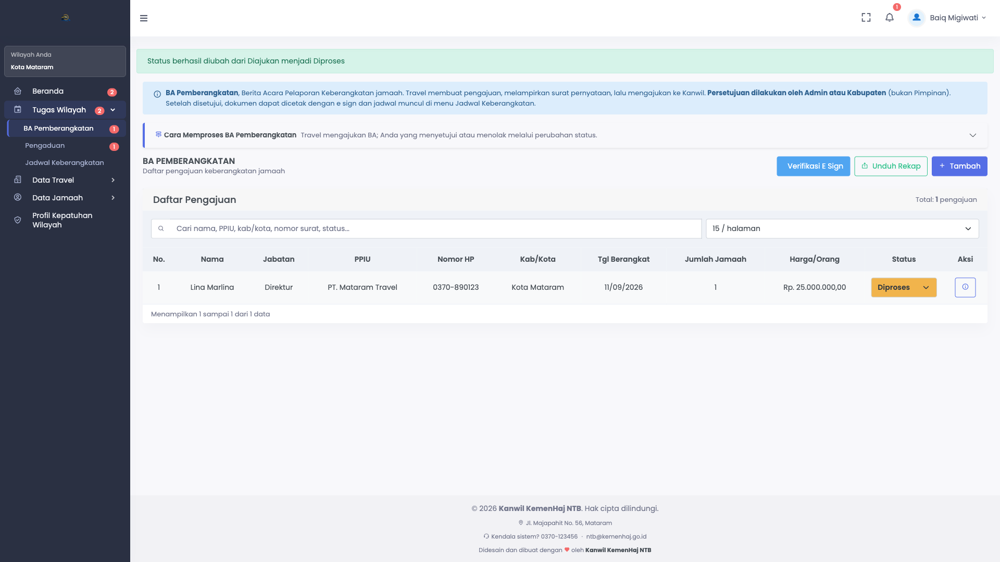 Wilayah Anda
Kota Mataram
Beranda 2
Tugas Wilayah 2
BA Pemberangkatan 1
Pengaduan 1
Jadwal Keberangkatan
Data Travel
Data Jamaah
Profil Kepatuhan
Wilayah
1
Baiq Migiwati
Status berhasil diubah dari Diajukan menjadi Diproses
BA Pemberangkatan, Berita Acara Pelaporan Keberangkatan jamaah. Travel membuat pengajuan, melampirkan surat pernyataan, lalu mengajukan ke Kanwil. Persetujuan dilakukan oleh Admin atau Kabupaten (bukan Pimpinan).
Setelah disetujui, dokumen dapat dicetak dengan e sign dan jadwal muncul di menu Jadwal Keberangkatan.
Cara Memproses BA Pemberangkatan Travel mengajukan BA; Anda yang menyetujui atau menolak melalui perubahan status.
BA PEMBERANGKATAN
Daftar pengajuan keberangkatan jamaah
Verifikasi E Sign Unduh Rekap + Tambah
Daftar Pengajuan Total: 1 pengajuan
Cari nama, PPIU, kab/kota, nomor surat, status... 15 / halaman
No. Nama Jabatan PPIU Nomor HP Kab/Kota Tgl Berangkat Jumlah Jamaah Harga/Orang Status Aksi
1 Lina Marlina Direktur PT. Mataram Travel 0370-890123 Kota Mataram 11/09/2026 1 Rp. 25.000.000,00 Diproses
Menampilkan 1 sampai 1 dari 1 data
© 2026 Kanwil KemenHaj NTB. Hak cipta dilindungi.
Jl. Majapahit No. 56, Mataram
Kendala sistem? 0370-123456 · ntb@kemenhaj.go.id
Didesain dan dibuat dengan ❤ oleh Kanwil KemenHaj NTB